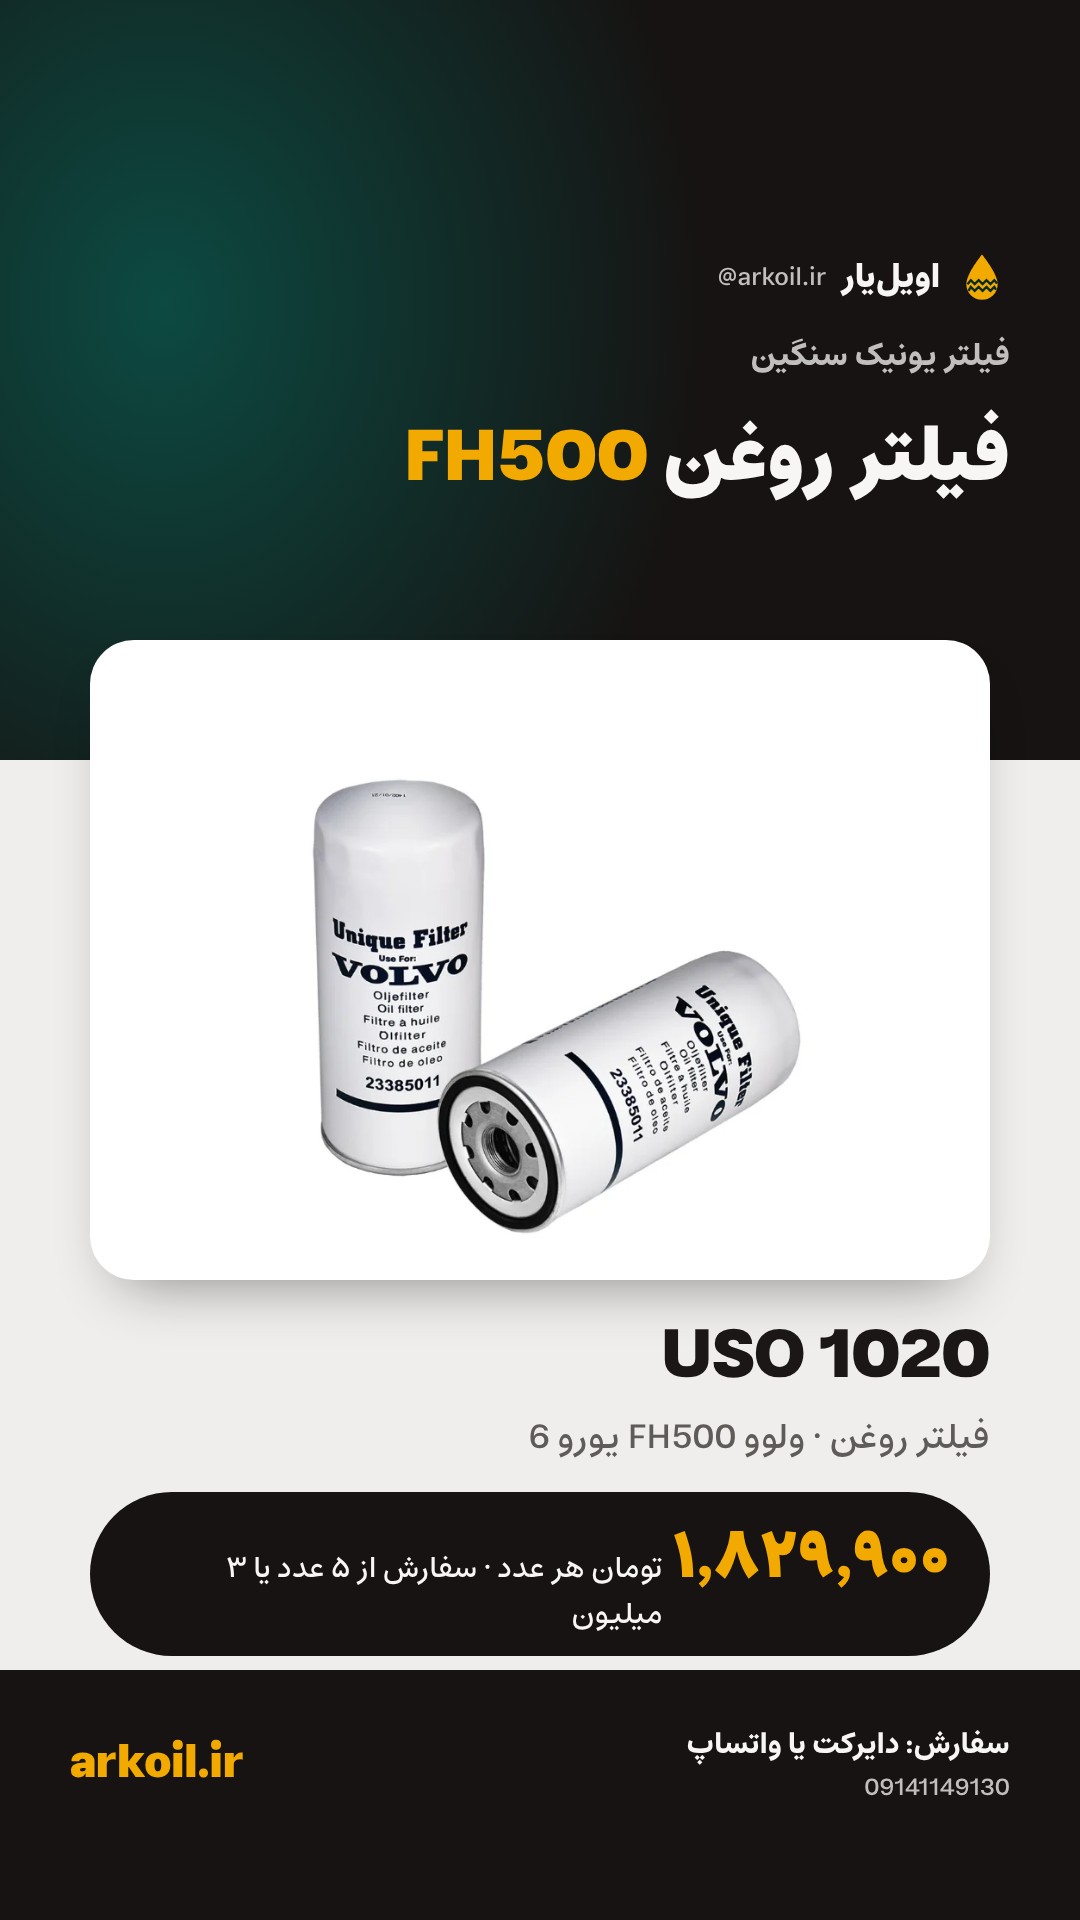 اویل‌یار @arkoil.ir
فیلتر یونیک سنگین
فیلتر روغن FH500
Unique Filter
Use For:
VOLVO
Oljefilter
Oil filter
Filtre à huile
Ölfilter
Filtro de aceite
Filtro de oleo
23385011
Unique Filter
Use For:
VOLVO
Oljefilter
Oil filter
Filtre à huile
Olfilter
Filtro de aceite
Filtro de oleo
23385011
USO 1020
فیلتر روغن · ولوو FH500 یورو 6
۱,۸۲۹,۹۰۰ تومان هر عدد · سفارش از ۵ عدد یا ۳
میلیون
سفارش: دایرکت یا واتساپ
09141149130
arkoil.ir